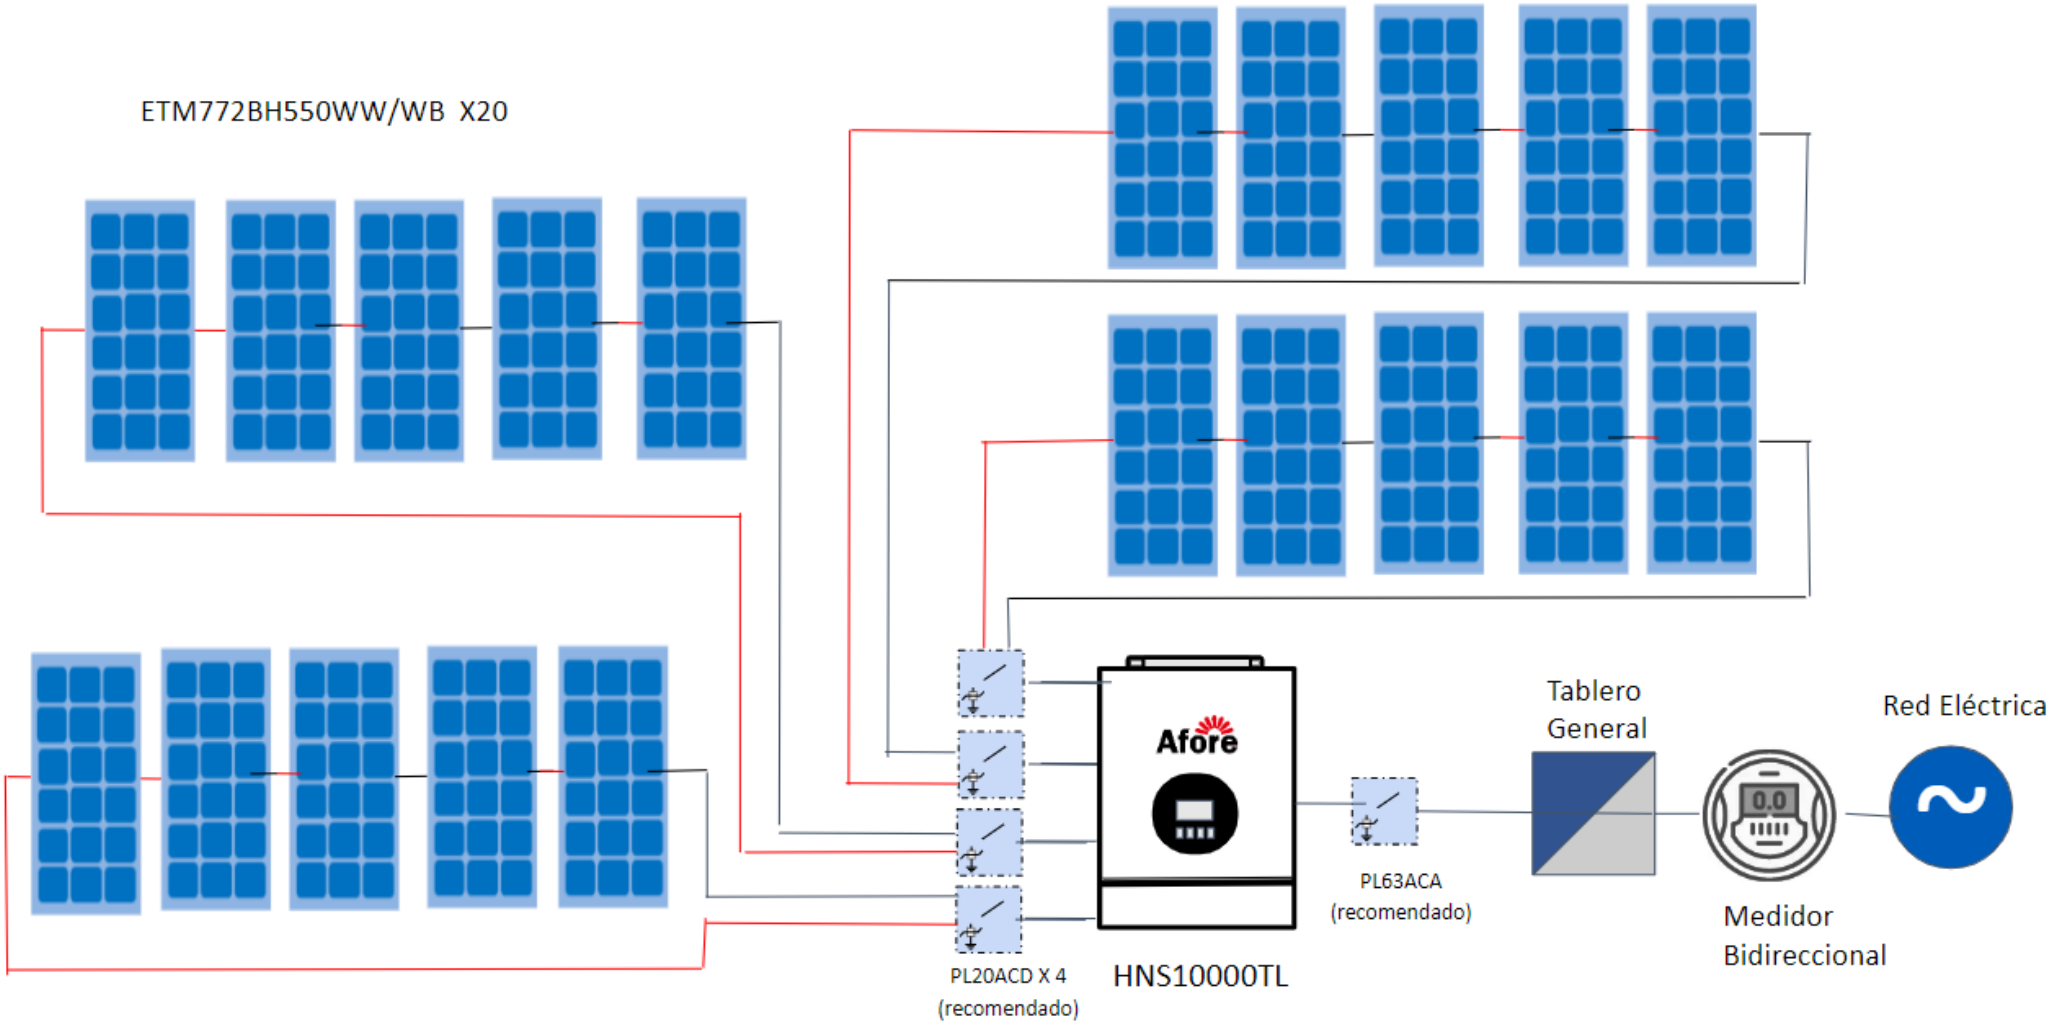 ETM772BH550WW/WB X20
Afore
Tablero
General
Red Eléctrica
0.0
PL63ACA
(recomendado)
Medidor
Bidireccional
PL20ACD X 4
(recomendado)
HNS10000TL